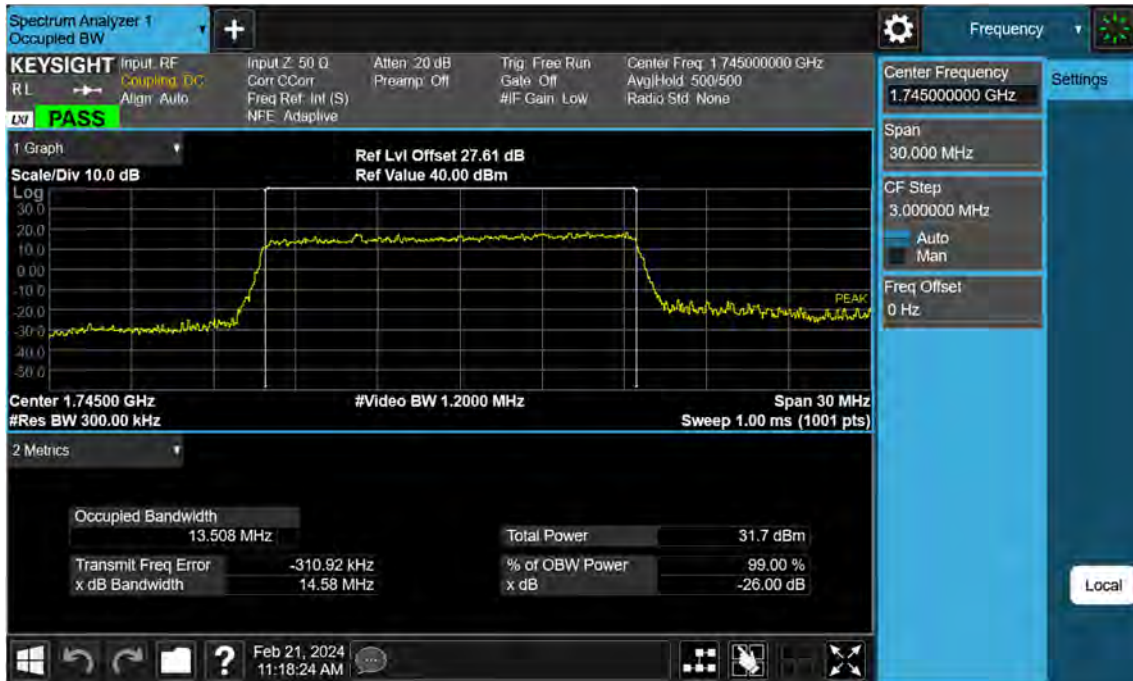 Spectrum Analyzer 1
Occupied BW
+
Frequency
KEYSIGHT
RL
LXI
PASS
Input: RF
Coupling: DC
Align: Auto
Input Z: 50 Ω
Corr CCorr
Freq Ref: Int (S)
NFE: Adaptive
Atten: 20 dB
Preamp: Off
Trig: Free Run
Gate: Off
#IF Gain: Low
Center Freq: 1.745000000 GHz
Avg|Hold: 500/500
Radio Std: None
Center Frequency
1.745000000 GHz
Settings
Span
30.000 MHz
CF Step
3.000000 MHz
Auto
Man
Freq Offset
0 Hz
Local
1 Graph
Scale/Div 10.0 dB
Ref Lvl Offset 27.61 dB
Ref Value 40.00 dBm
Log
30.0
20.0
10.0
0.00
-10.0
-20.0
-30.0
-40.0
-50.0
PEAK
Center 1.74500 GHz
#Video BW 1.2000 MHz
Span 30 MHz
#Res BW 300.00 kHz
Sweep 1.00 ms (1001 pts)
2 Metrics
Occupied Bandwidth
13.508 MHz
Total Power 31.7 dBm
Transmit Freq Error -310.92 kHz
% of OBW Power 99.00 %
x dB Bandwidth 14.58 MHz
x dB -26.00 dB
?
Feb 21, 2024
11:18:24 AM